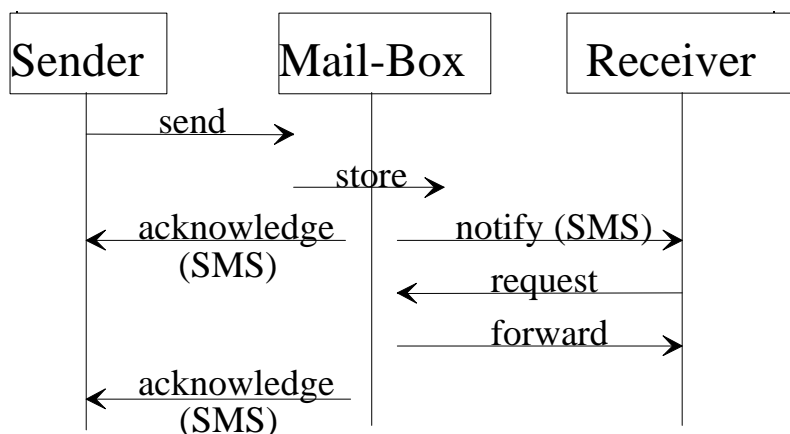 Sender Mail-Box Receiver
send
store
acknowledge notify (SMS)
(SMS)
request
forward
acknowledge
(SMS)